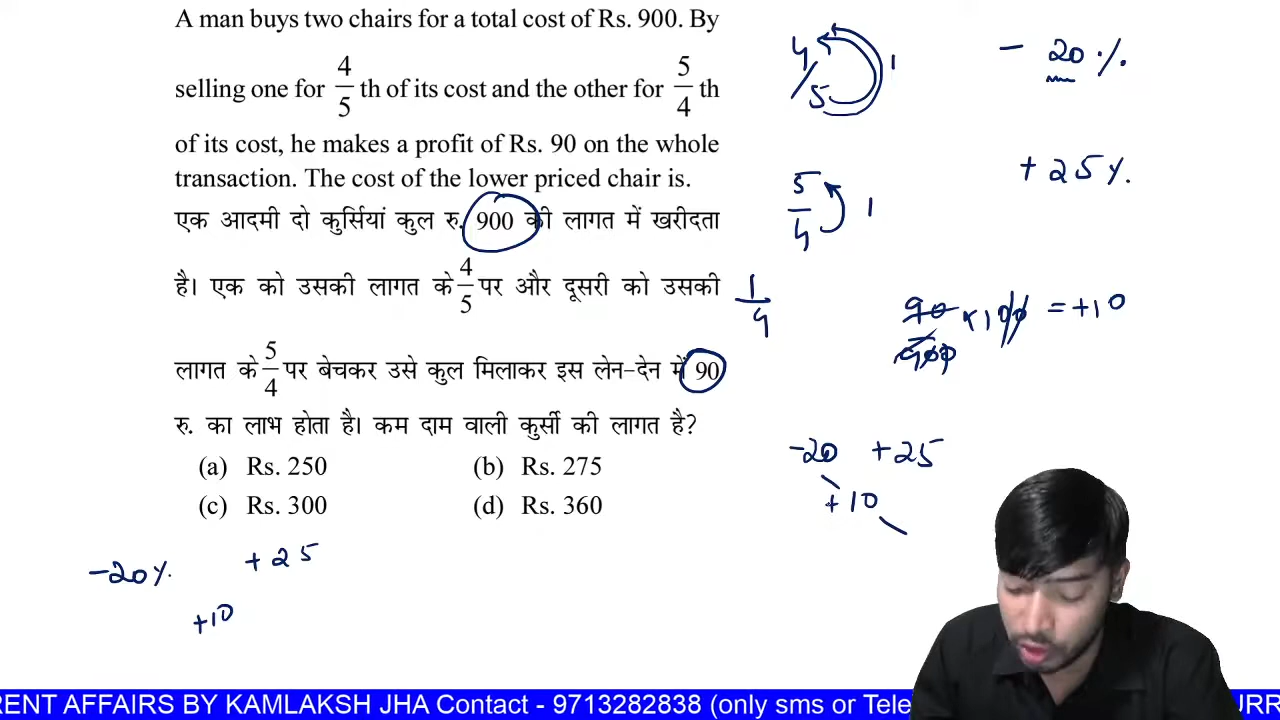 A man buys two chairs for a total cost of Rs. 900. By
selling one for 4/5 th of its cost and the other for 5/4 th
of its cost, he makes a profit of Rs. 90 on the whole
transaction. The cost of the lower priced chair is.
एक आदमी दो कुर्सियां कुल रु. 900 की लागत में खरीदता
है। एक को उसकी लागत के 4/5 पर और दूसरी को उसकी
लागत के 5/4 पर बेचकर उसे कुल मिलाकर इस लेन-देन में 90
रु. का लाभ होता है। कम दाम वाली कुर्सी की लागत है?
(a) Rs. 250 (b) Rs. 275
(c) Rs. 300 (d) Rs. 360
-20% +25
+10
4/5 1 - 20 %
5/4 1 + 25 %
1/4
90/900 × 100 = +10
-20 +25
+10
RENT AFFAIRS BY KAMLAKSH JHA Contact - 9713282838 (only sms or Tele
URR